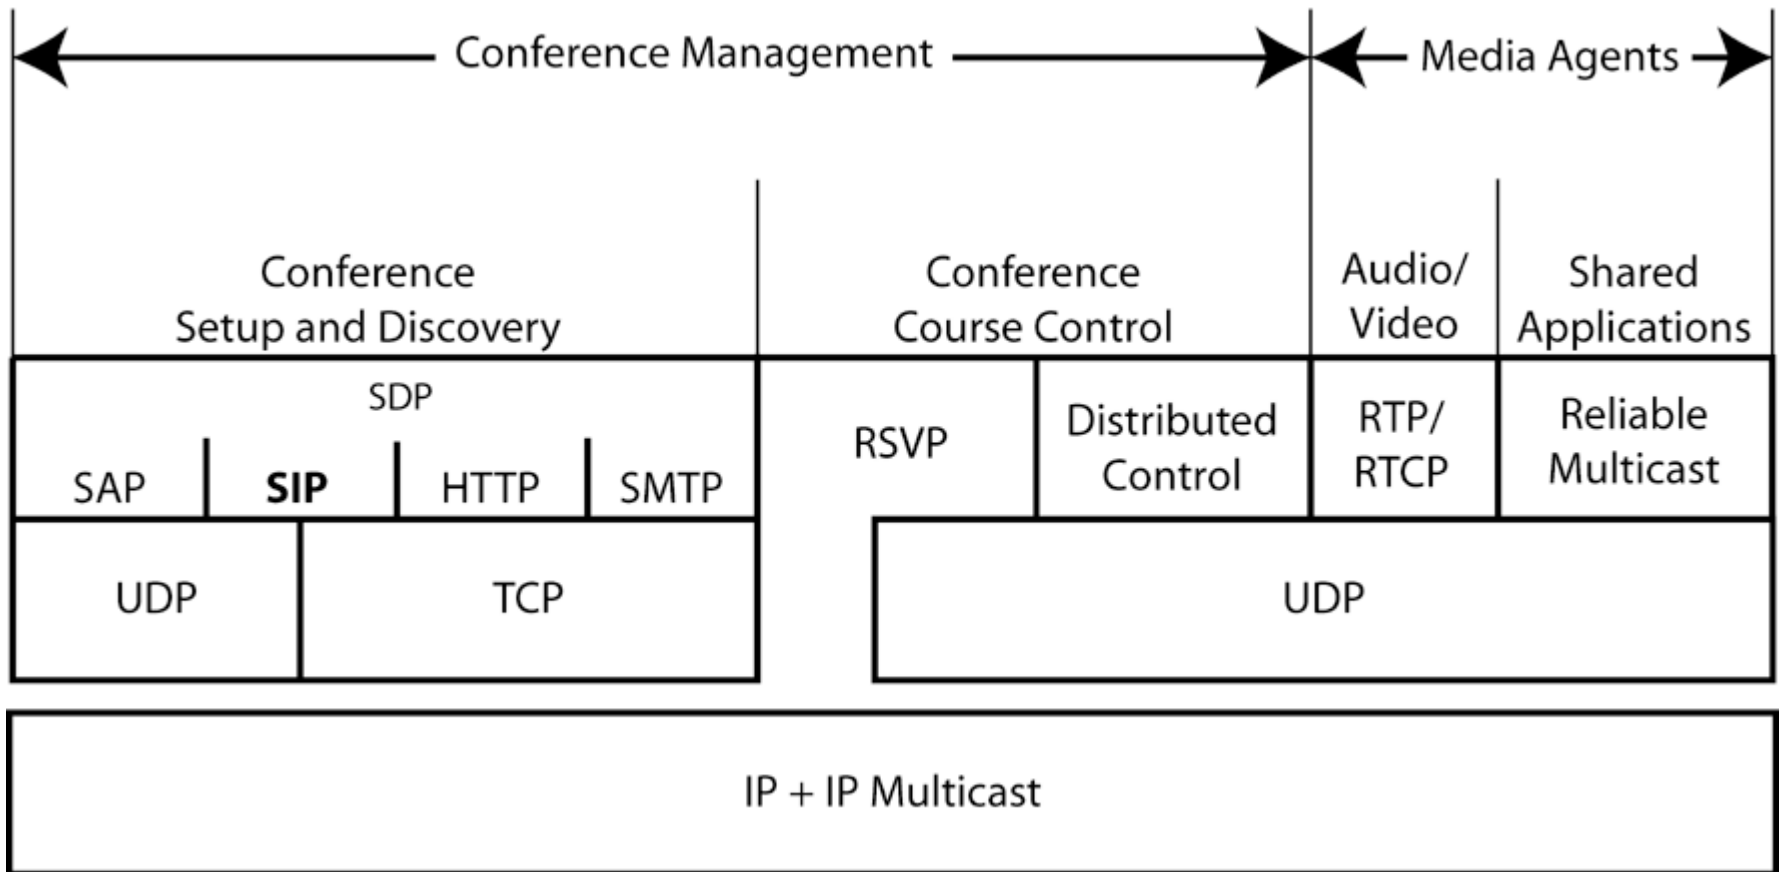 Conference Management
Media Agents
Conference
Setup and Discovery
Conference
Course Control
Audio/
Video
Shared
Applications
SDP
SAP
SIP
HTTP
SMTP
RSVP
Distributed
Control
RTP/
RTCP
Reliable
Multicast
UDP
TCP
UDP
IP + IP Multicast